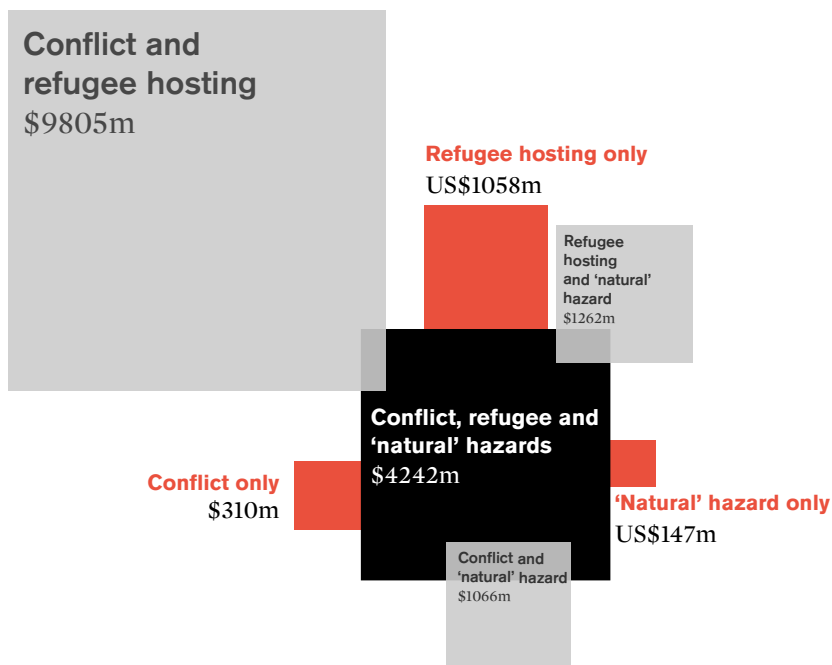 Conflict and
refugee hosting
$9805m
Refugee hosting only
US$1058m
Refugee
hosting
and ‘natural’
hazard
$1262m
Conflict, refugee and
‘natural’ hazards
$4242m
Conflict only
$310m
‘Natural’ hazard only
US$147m
Conflict and
‘natural’ hazard
$1066m